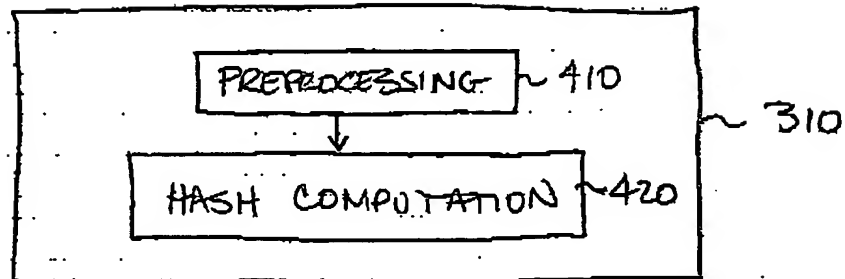 PREPROCESSING ~ 410
~ 310
HASH COMPUTATION ~ 420